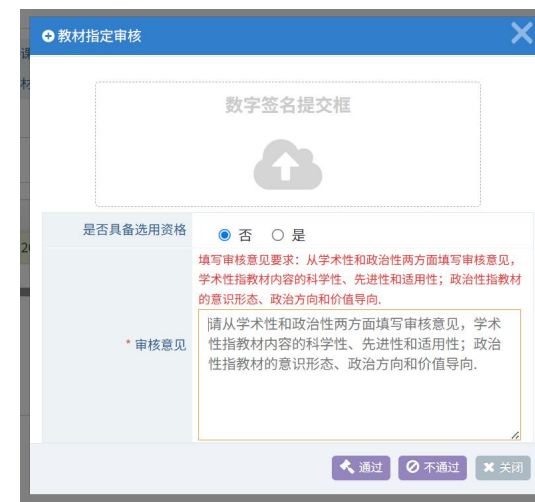 教材指定审核
课
材
数字签名提交框
是否具备选用资格
否 是
20
填写审核意见要求：从学术性和政治性两方面填写审核意见，
学术性指教材内容的科学性、先进性和适用性；政治性指教材
的意识形态、政治方向和价值导向.
* 审核意见
请从学术性和政治性两方面填写审核意见，学术
性指教材内容的科学性、先进性和适用性；政治
性指教材的意识形态、政治方向和价值导向.
通过 不通过 关闭